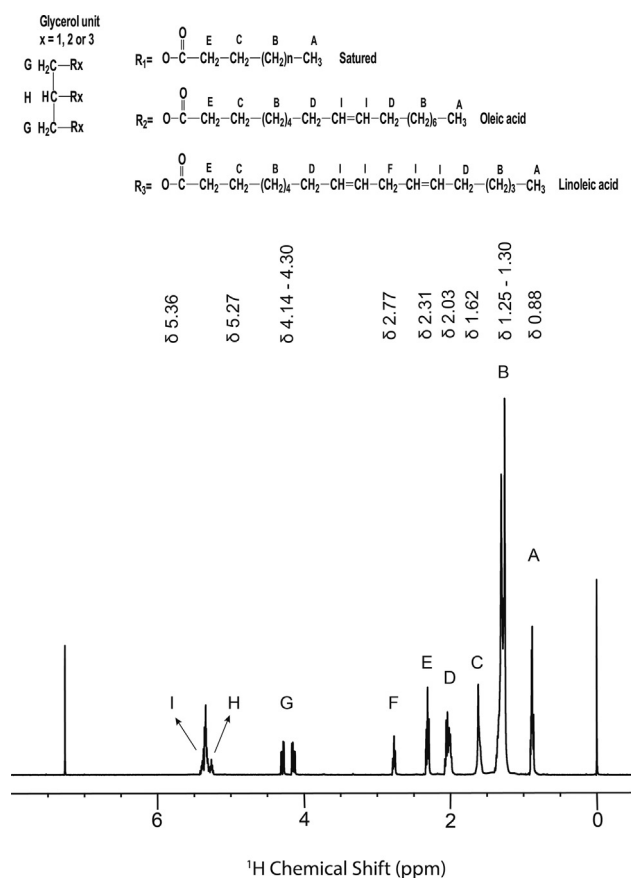 Glycerol unit
x = 1, 2 or 3
G H₂C—Rx
H HC—Rx
G H₂C—Rx
O E C B A
R₁= O—C—CH₂—CH₂—(CH₂)n—CH₃ Satured
O E C B D I I D B A
R₂= O—C—CH₂—CH₂—(CH₂)₄—CH₂—CH=CH—CH₂—(CH₂)₆—CH₃ Oleic acid
O E C B D I I F I I D B A
R₃= O—C—CH₂—CH₂—(CH₂)₄—CH₂—CH=CH—CH₂—CH=CH—CH₂—(CH₂)₃—CH₃ Linoleic acid
δ 5.36
δ 5.27
δ 4.14 - 4.30
δ 2.77
δ 2.31
δ 2.03
δ 1.62
δ 1.25 - 1.30
δ 0.88
B
A
E
D
C
I
H
G
F
6 4 2 0
¹H Chemical Shift (ppm)